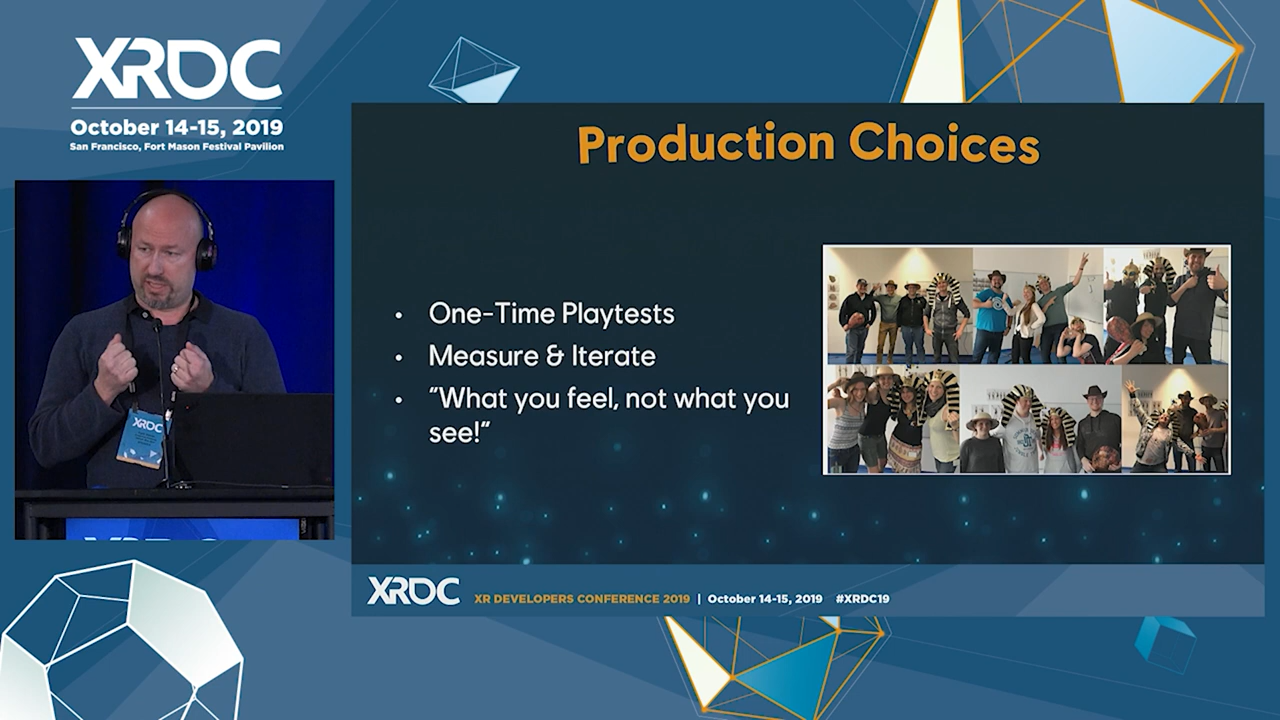 XRDC
October 14-15, 2019
San Francisco, Fort Mason Festival Pavilion
Production Choices
• One-Time Playtests
• Measure & Iterate
• “What you feel, not what you
see!”
XRDC
XRDC
XR DEVELOPERS CONFERENCE 2019 | October 14-15, 2019 #XRDC19